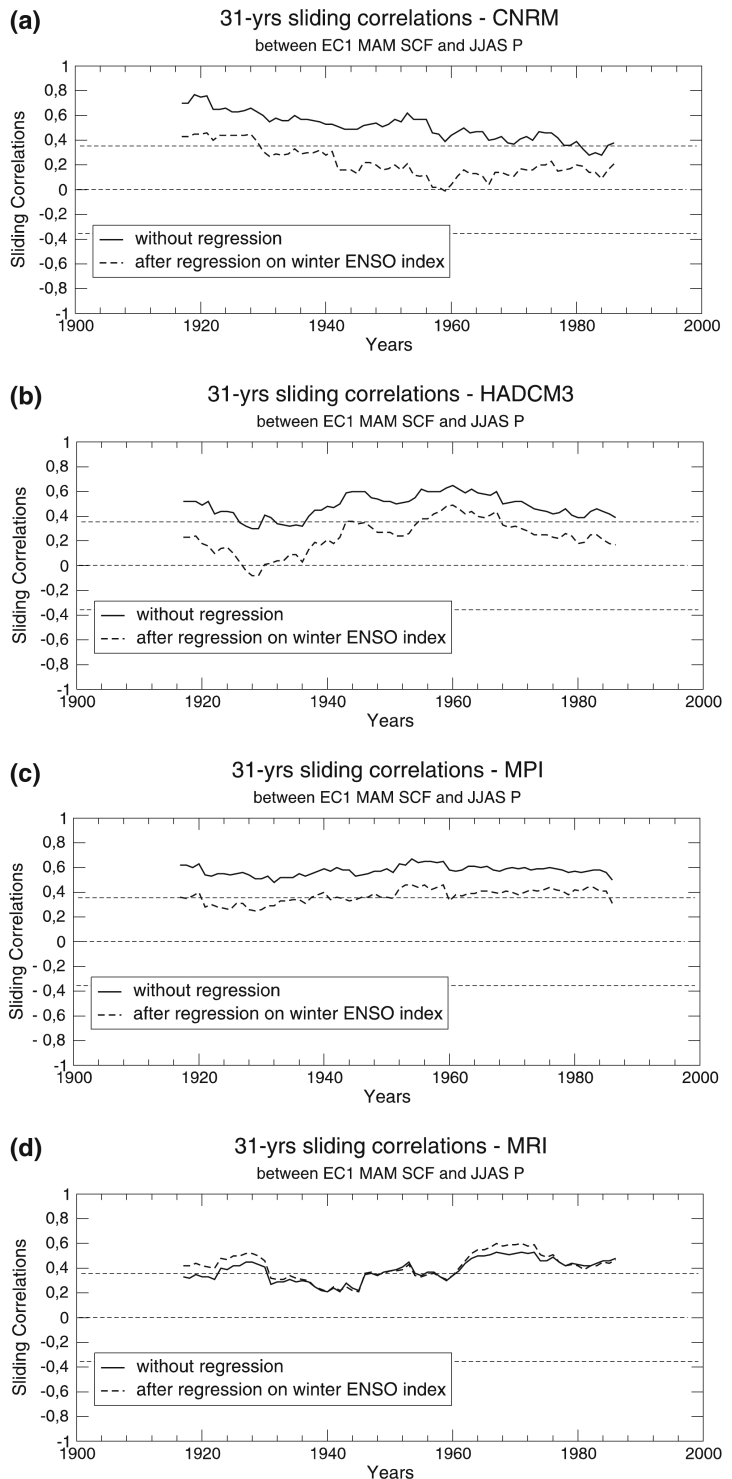 (a)
31-yrs sliding correlations - CNRM
between EC1 MAM SCF and JJAS P
1
0,8
0,6
0,4
0,2
0
-0,2
-0,4
-0,6
-0,8
-1
Sliding Correlations
without regression
after regression on winter ENSO index
1900 1920 1940 1960 1980 2000
Years
(b)
31-yrs sliding correlations - HADCM3
between EC1 MAM SCF and JJAS P
1
0,8
0,6
0,4
0,2
0
-0,2
-0,4
-0,6
-0,8
-1
Sliding Correlations
without regression
after regression on winter ENSO index
1900 1920 1940 1960 1980 2000
Years
(c)
31-yrs sliding correlations - MPI
between EC1 MAM SCF and JJAS P
1
0,8
0,6
0,4
0,2
0
- 0,2
- 0,4
- 0,6
- 0,8
-1
Sliding Correlations
without regression
after regression on winter ENSO index
1900 1920 1940 1960 1980 2000
Years
(d)
31-yrs sliding correlations - MRI
between EC1 MAM SCF and JJAS P
1
0,8
0,6
0,4
0,2
0
-0,2
-0,4
-0,6
-0,8
-1
Sliding Correlations
without regression
after regression on winter ENSO index
1900 1920 1940 1960 1980 2000
Years